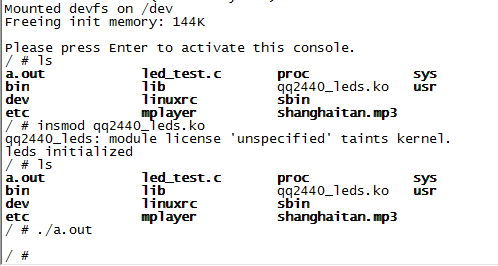 Mounted devfs on /dev
Freeing init memory: 144K
Please press Enter to activate this console.
/ # ls
a.out led_test.c proc sys
bin lib qq2440_leds.ko usr
dev linuxrc sbin
etc mplayer shanghaitan.mp3
/ # insmod qq2440_leds.ko
qq2440_leds: module license 'unspecified' taints kernel.
leds initialized
/ # ls
a.out led_test.c proc sys
bin lib qq2440_leds.ko usr
dev linuxrc sbin
etc mplayer shanghaitan.mp3
/ # ./a.out
/ #